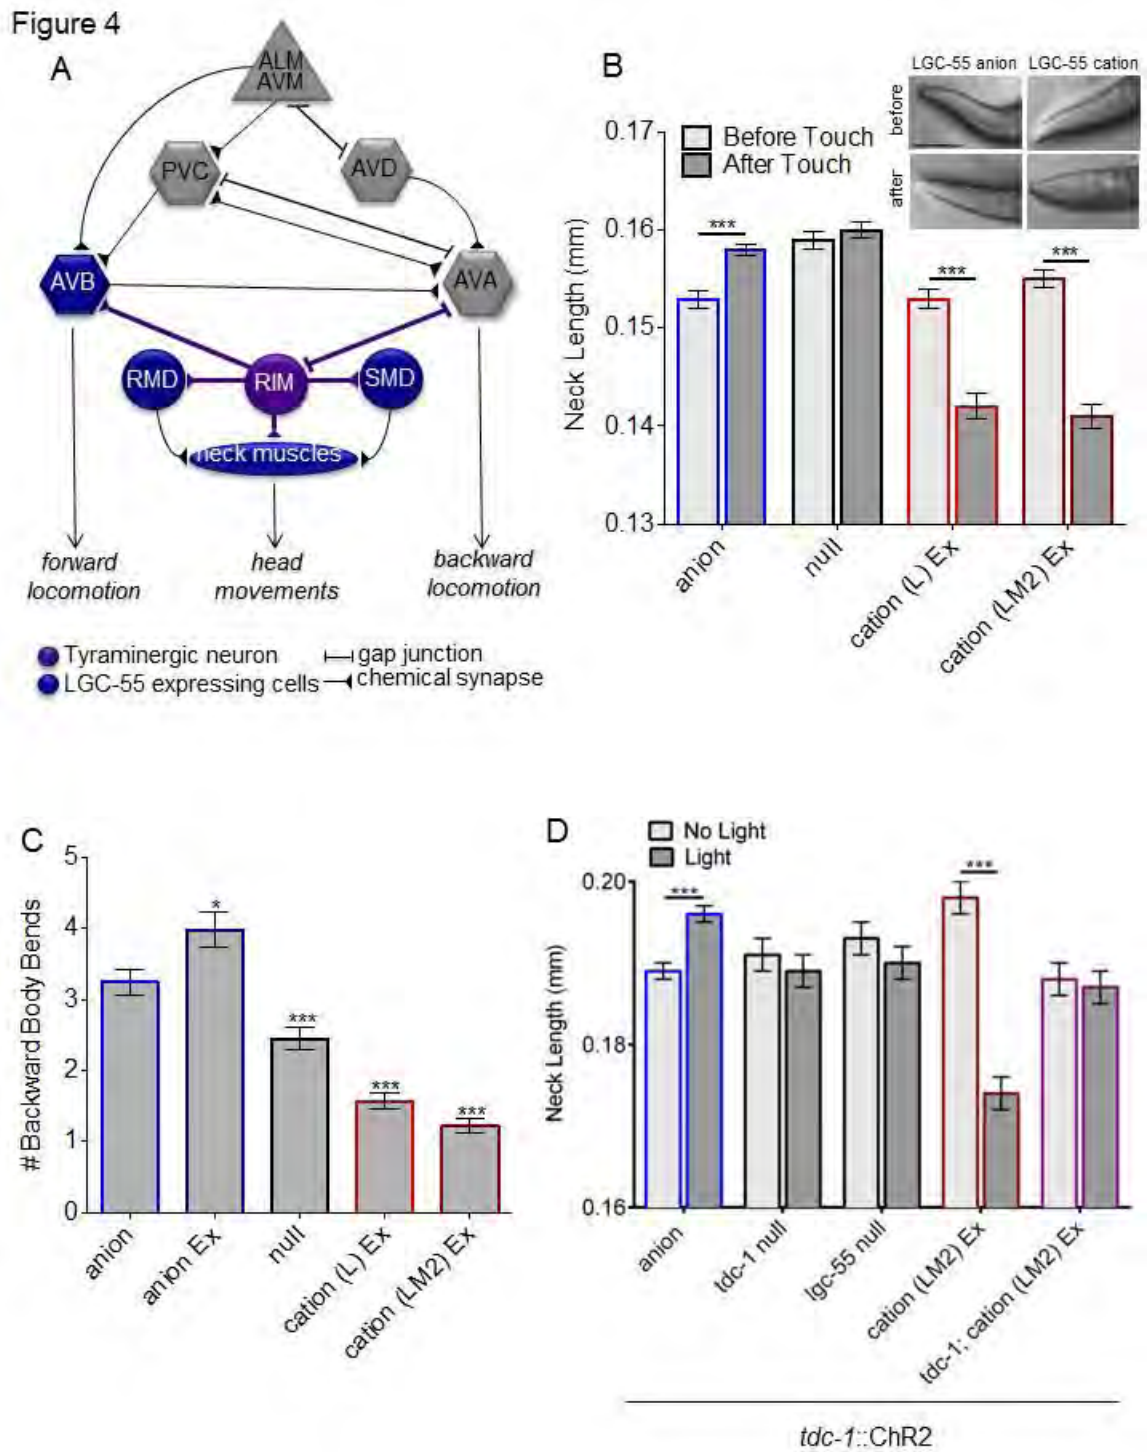 Figure 4
A
ALM
AVM
PVC
AVD
AVB
AVA
RMD
RIM
SMD
neck muscles
forward
locomotion
head
movements
backward
locomotion
Tyraminergic neuron
gap junction
LGC-55 expressing cells
chemical synapse
B
LGC-55 anion
LGC-55 cation
before
after
Before Touch
After Touch
Neck Length (mm)
0.17
0.16
0.15
0.14
0.13
***
***
***
anion
null
cation (L) Ex
cation (LM2) Ex
C
# Backward Body Bends
5
4
3
2
1
0
*
***
***
***
anion
anion Ex
null
cation (L) Ex
cation (LM2) Ex
D
No Light
Light
Neck Length (mm)
0.20
0.18
0.16
***
***
anion
tdc-1 null
lgc-55 null
cation (LM2) Ex
tdc-1; cation (LM2) Ex
tdc-1::ChR2